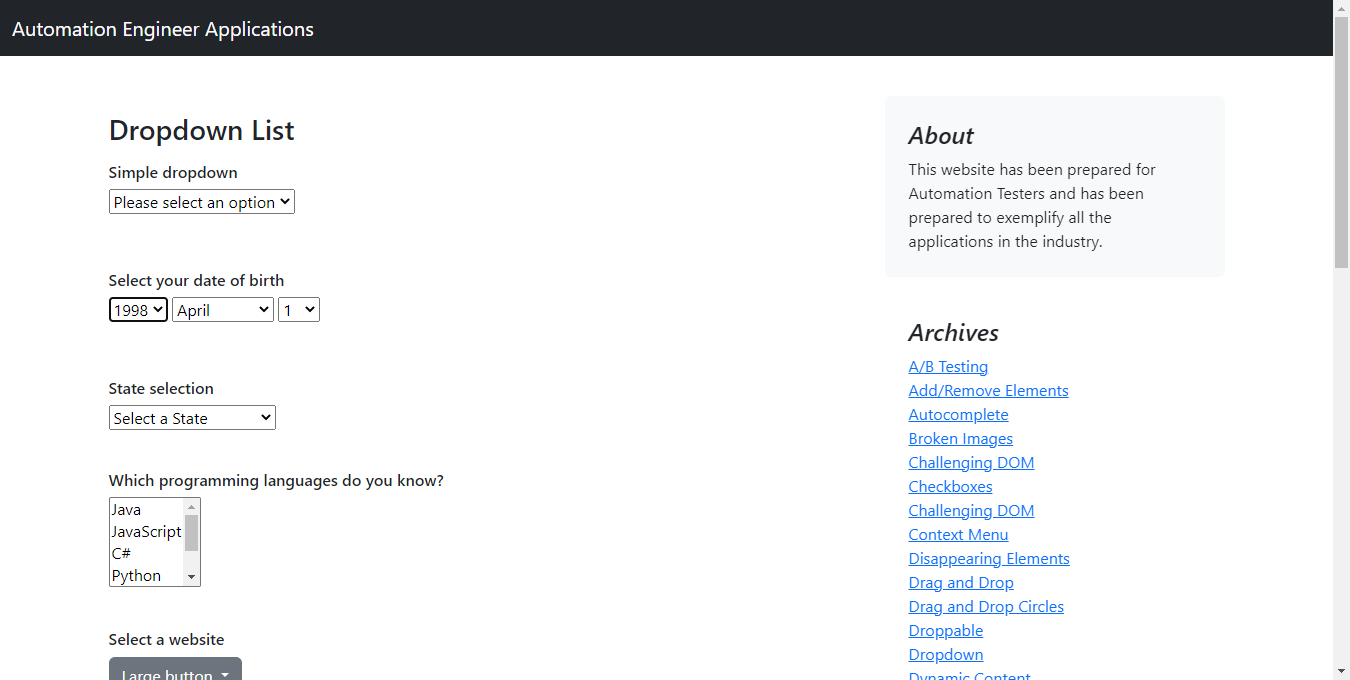 Automation Engineer Applications
Dropdown List
Simple dropdown
Please select an option
Select your date of birth
1998 April 1
State selection
Select a State
Which programming languages do you know?
Java
JavaScript
C#
Python
Select a website
Large button
About
This website has been prepared for
Automation Testers and has been
prepared to exemplify all the
applications in the industry.
Archives
A/B Testing
Add/Remove Elements
Autocomplete
Broken Images
Challenging DOM
Checkboxes
Challenging DOM
Context Menu
Disappearing Elements
Drag and Drop
Drag and Drop Circles
Droppable
Dropdown
Dynamic Content